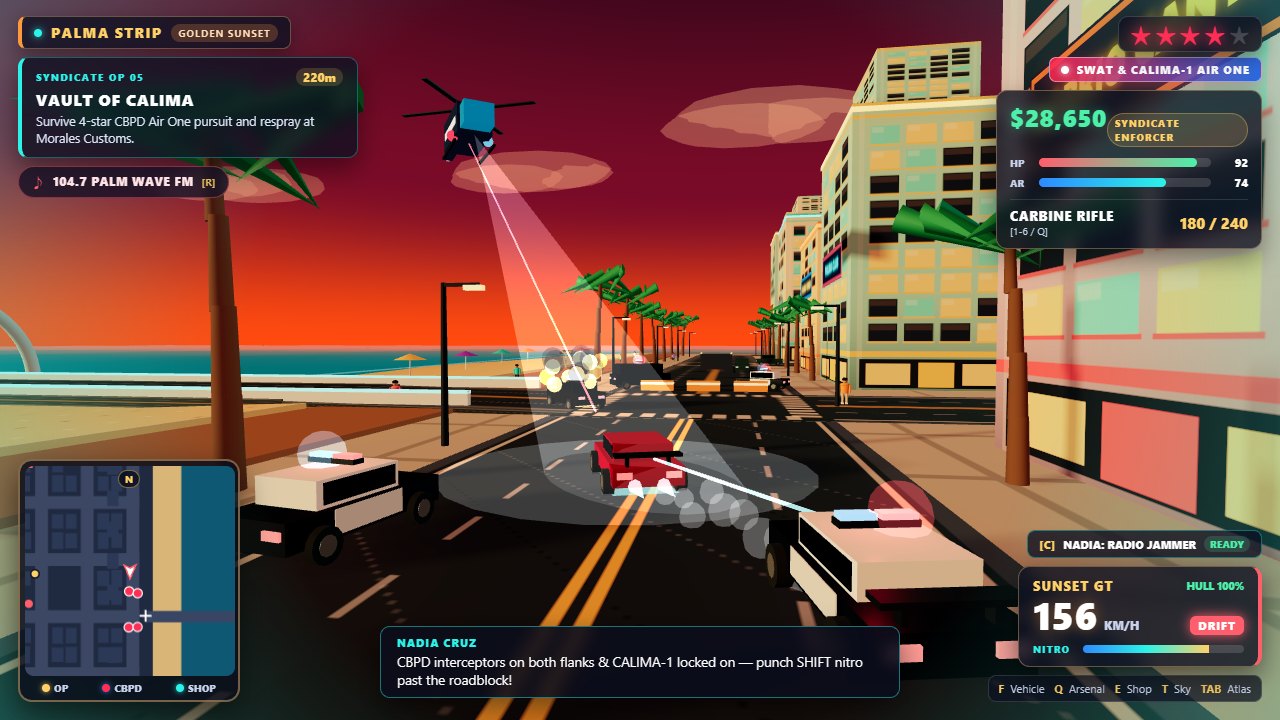 PALMA STRIP GOLDEN SUNSET
SYNDICATE OP 05 220m
VAULT OF CALIMA
Survive 4-star CBPD Air One pursuit and respray at
Morales Customs.
♪ 104.7 PALM WAVE FM [R]
★★★★★
SWAT & CALIMA-1 AIR ONE
$28,650 SYNDICATE
ENFORCER
HP 92
AR 74
CARBINE RIFLE 180 / 240
[1-6 / Q]
N
OP CBPD SHOP
NADIA CRUZ
CBPD interceptors on both flanks & CALIMA-1 locked on — punch SHIFT nitro
past the roadblock!
[C] NADIA: RADIO JAMMER READY
SUNSET GT HULL 100%
156 KM/H DRIFT
NITRO
F Vehicle Q Arsenal E Shop T Sky TAB Atlas